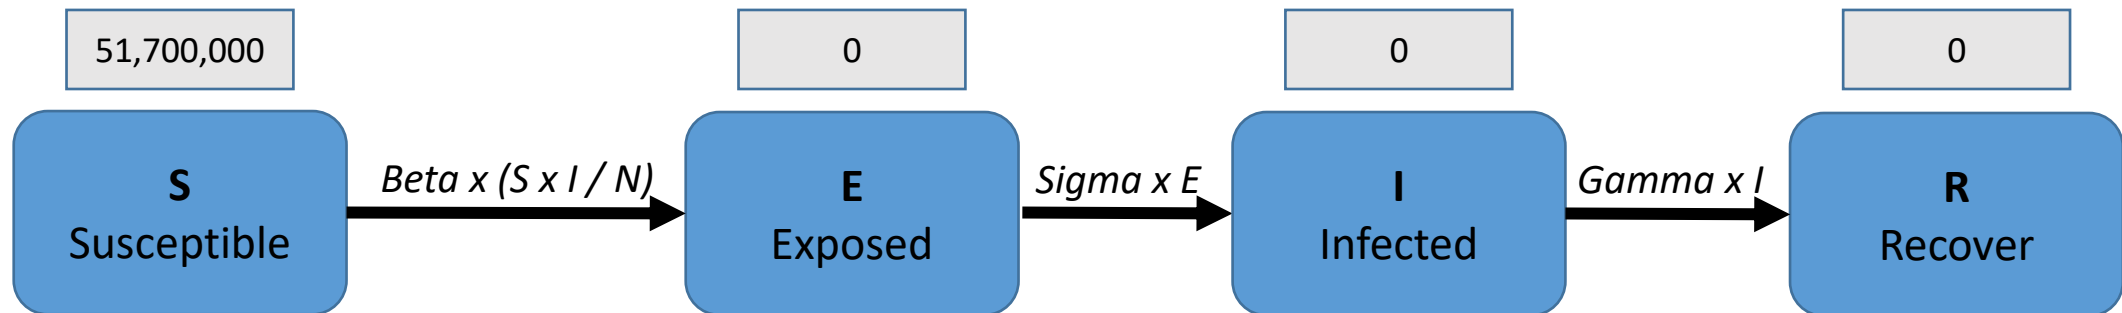 51,700,000
0
0
0
S
Susceptible
Beta x (S x I / N)
E
Exposed
Sigma x E
I
Infected
Gamma x I
R
Recover